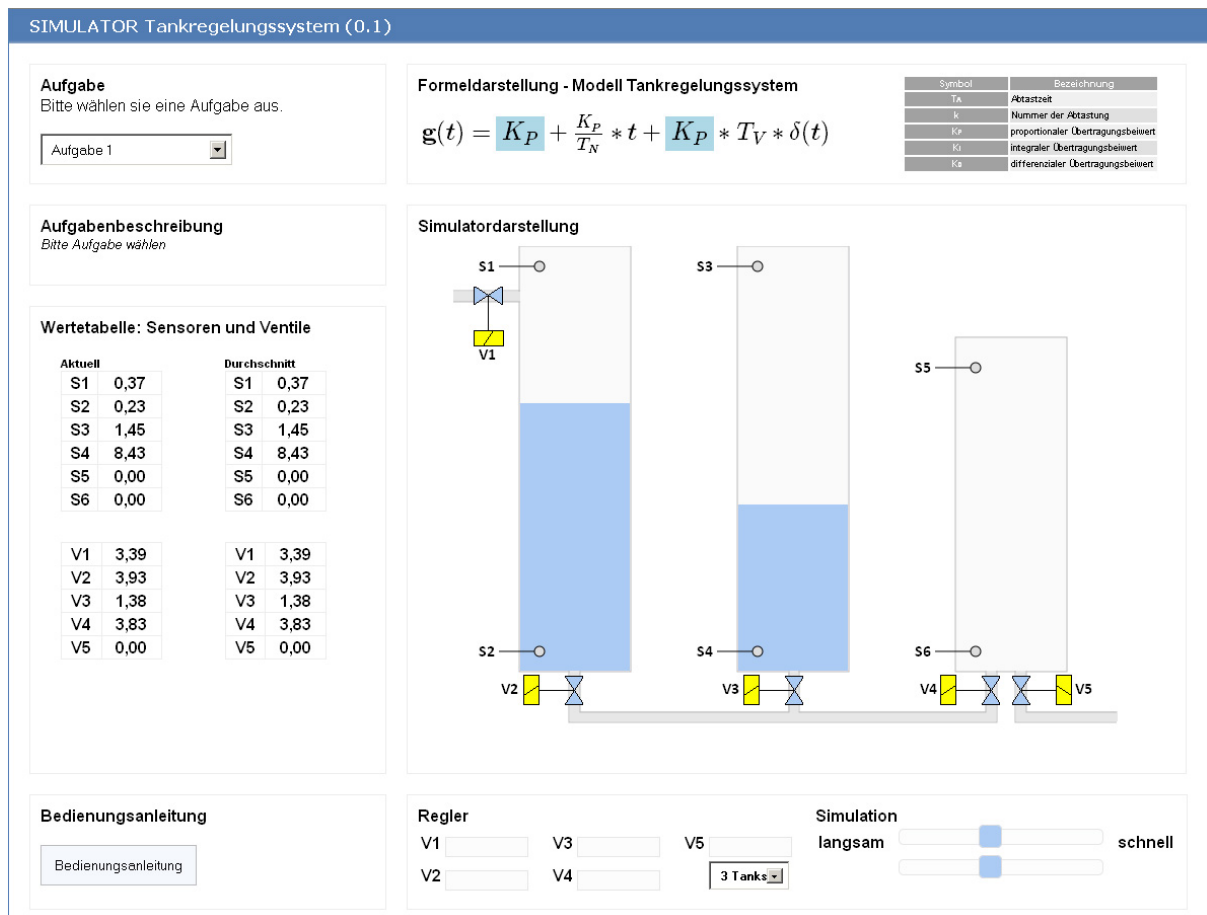 SIMULATOR Tankregelungssystem (0.1)
Aufgabe
Bitte wählen sie eine Aufgabe aus.
Aufgabe 1
Formeldarstellung - Modell Tankregelungssystem
g(t) = K_P + K_P/T_N * t + K_P * T_V * δ(t)
Symbol Bezeichnung
TA Abtastzeit
k Nummer der Abtastung
KP proportionaler Übertragungsbeiwert
KI integraler Übertragungsbeiwert
differenzialer Übertragungsbeiwert
Aufgabenbeschreibung
Bitte Aufgabe wählen
Wertetabelle: Sensoren und Ventile
Aktuell Durchschnitt
S1 0,37 S1 0,37
S2 0,23 S2 0,23
S3 1,45 S3 1,45
S4 8,43 S4 8,43
S5 0,00 S5 0,00
S6 0,00 S6 0,00
V1 3,39 V1 3,39
V2 3,93 V2 3,93
V3 1,38 V3 1,38
V4 3,83 V4 3,83
V5 0,00 V5 0,00
Simulatordarstellung
S1 S3
V1
S5
S2 S4 S6
V2 V3 V4 V5
Bedienungsanleitung
Bedienungsanleitung
Regler
V1 V3 V5
V2 V4 3 Tanks
Simulation
langsam schnell